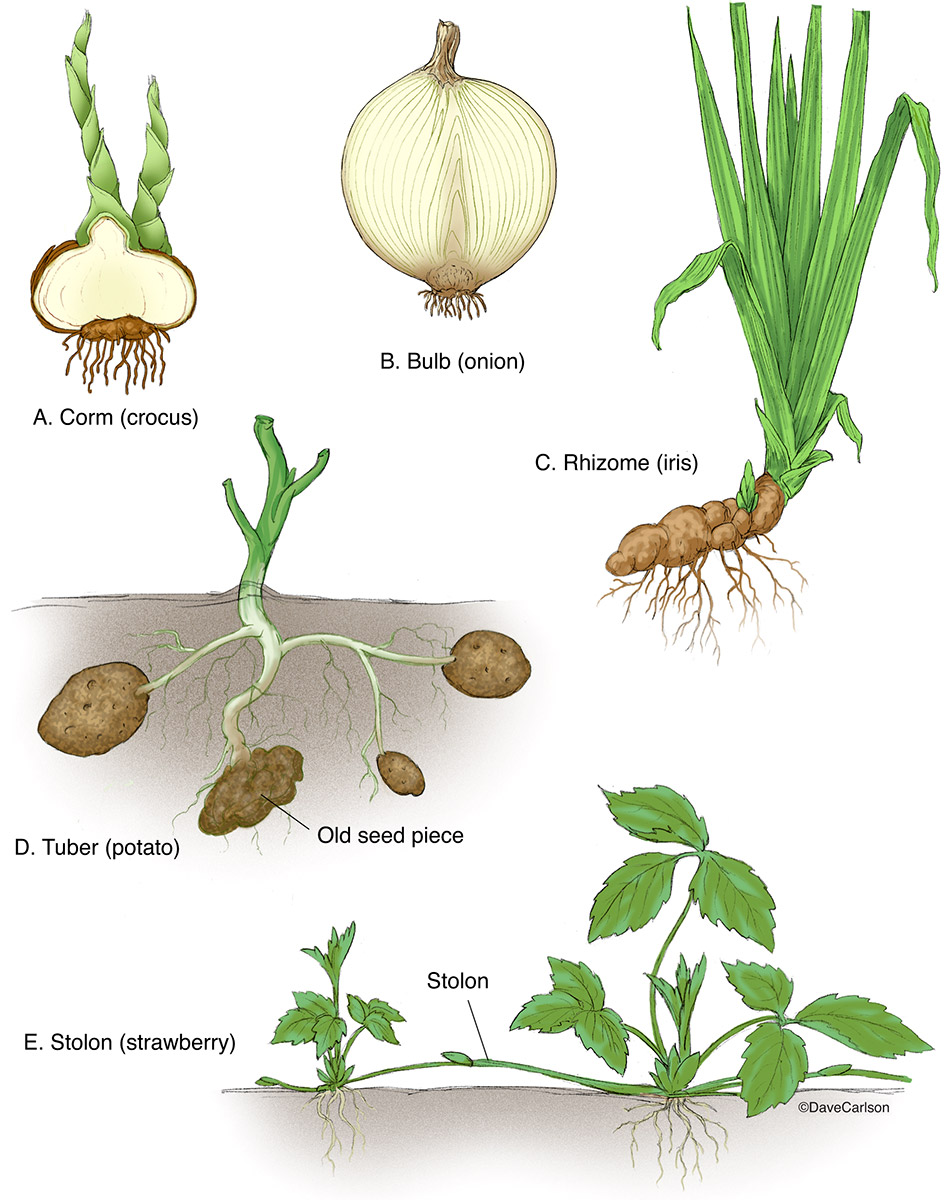 B. Bulb (onion)
A. Corm (crocus)
C. Rhizome (iris)
Old seed piece
D. Tuber (potato)
Stolon
E. Stolon (strawberry)
©DaveCarlson